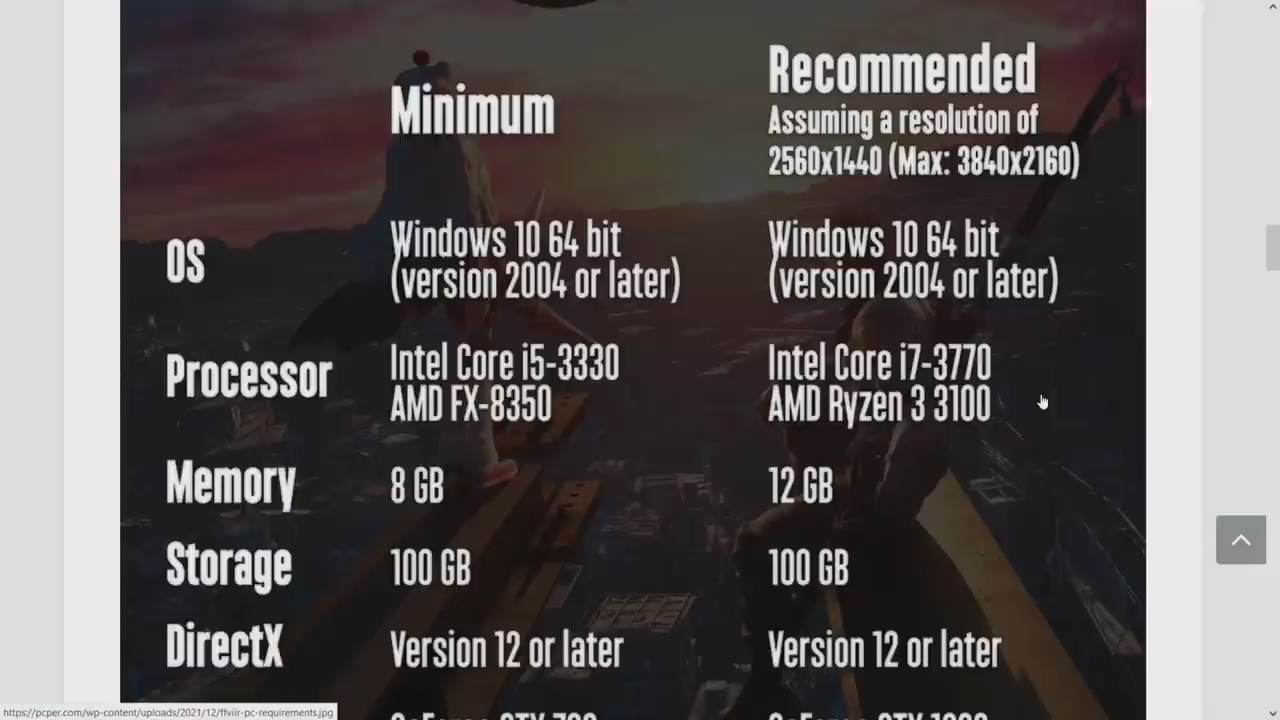 Minimum
Recommended
Assuming a resolution of
2560x1440 (Max: 3840x2160)
OS
Windows 10 64 bit
(version 2004 or later)
Windows 10 64 bit
(version 2004 or later)
Processor
Intel Core i5-3330
AMD FX-8350
Intel Core i7-3770
AMD Ryzen 3 3100
Memory
8 GB
12 GB
Storage
100 GB
100 GB
DirectX
Version 12 or later
Version 12 or later
https://pcper.com/wp-content/uploads/2021/12/ffviir-pc-requirements.jpg